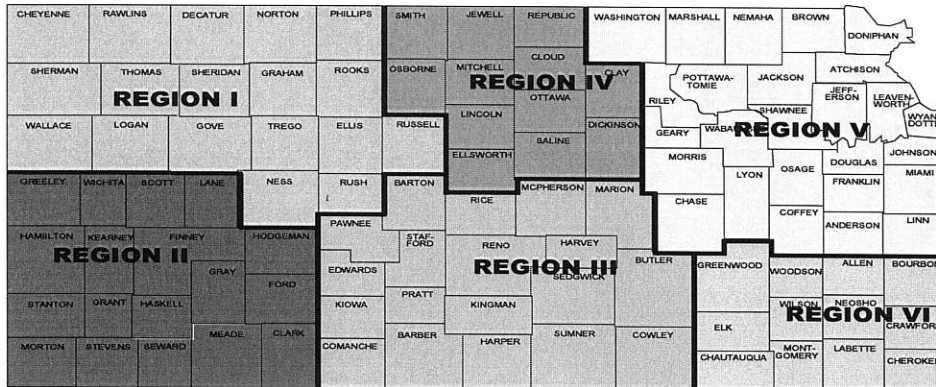 CHEYENNE RAWLINS DECATUR NORTON PHILLIPS SMITH JEWELL REPUBLIC WASHINGTON MARSHALL NEMAHA BROWN
DONIPHAN
SHERMAN THOMAS SHERIDAN GRAHAM ROOKS OSBORNE MITCHELL CLOUD CLAY POTTAWA-
TOMIE JACKSON ATCHISON
REGION I
REGION IV
OTTAWA
RILEY SHAWNEE JEFF-
ERSON LEAVEN-
WORTH WYAN
DOTTE
WALLACE LOGAN GOVE TREGO ELLIS RUSSELL LINCOLN SALINE DICKINSON GEARY
REGION V
ELLSWORTH MORRIS LYON OSAGE DOUGLAS JOHNSON
GREELEY WICHITA SCOTT LANE NESS RUSH BARTON RICE MCPHERSON MARION CHASE FRANKLIN MIAMI
PAWNEE COFFEY ANDERSON LINN
HAMILTON KEARNEY FINNEY HODGEMAN STAF-
FORD RENO HARVEY BUTLER GREENWOOD WOODSON ALLEN BOURBON
REGION II
REGION III
GRAY FORD EDWARDS SEDGWICK
STANTON GRANT HASKELL KIOWA PRATT KINGMAN WILSON NEOSHO
REGION VI
CRAWFOR
MORTON STEVENS SEWARD MEADE CLARK COMANCHE BARBER HARPER SUMNER COWLEY ELK MONT-
GOMERY LABETTE
CHAUTAUQUA CHEROKEE